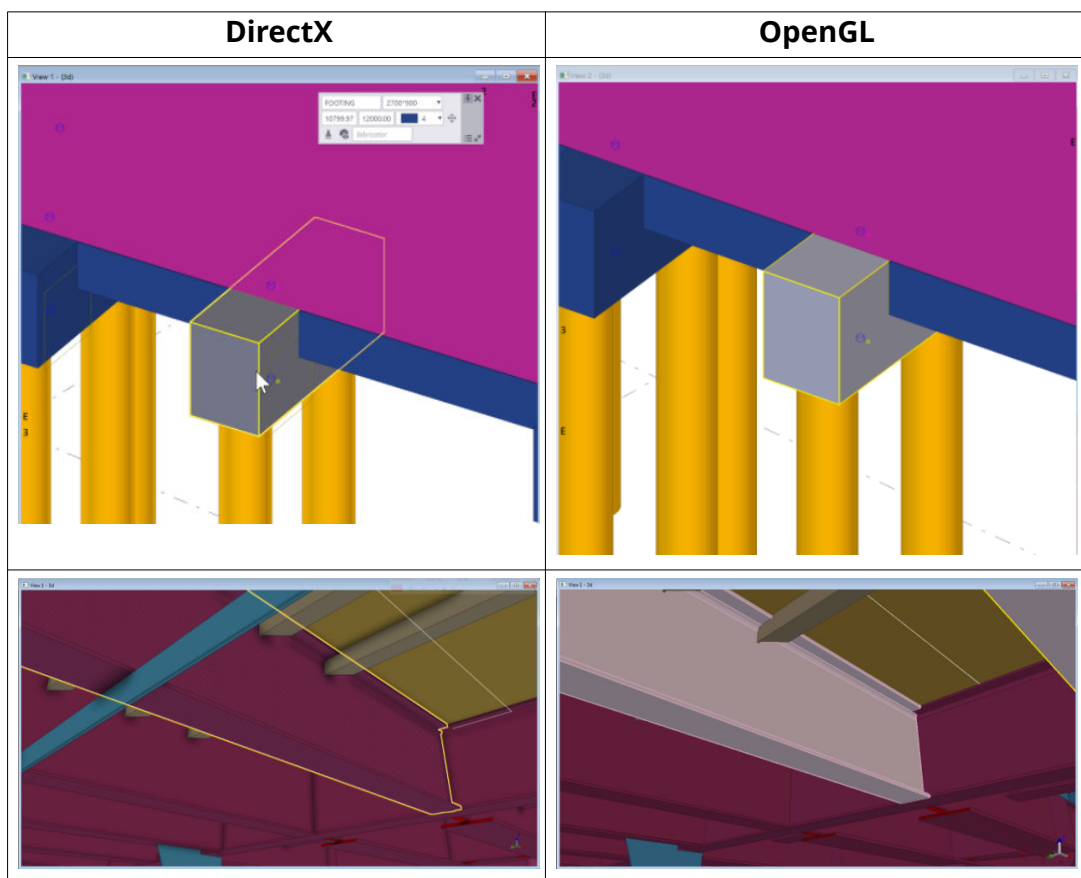 DirectX
OpenGL
View 1 - (3d)
FOOTING 2700*900
10799.97 12000.00 4
fabricator
E
3
View 2 - (3d)
E
3
E
View 1 - 3d
View 1 - 3d